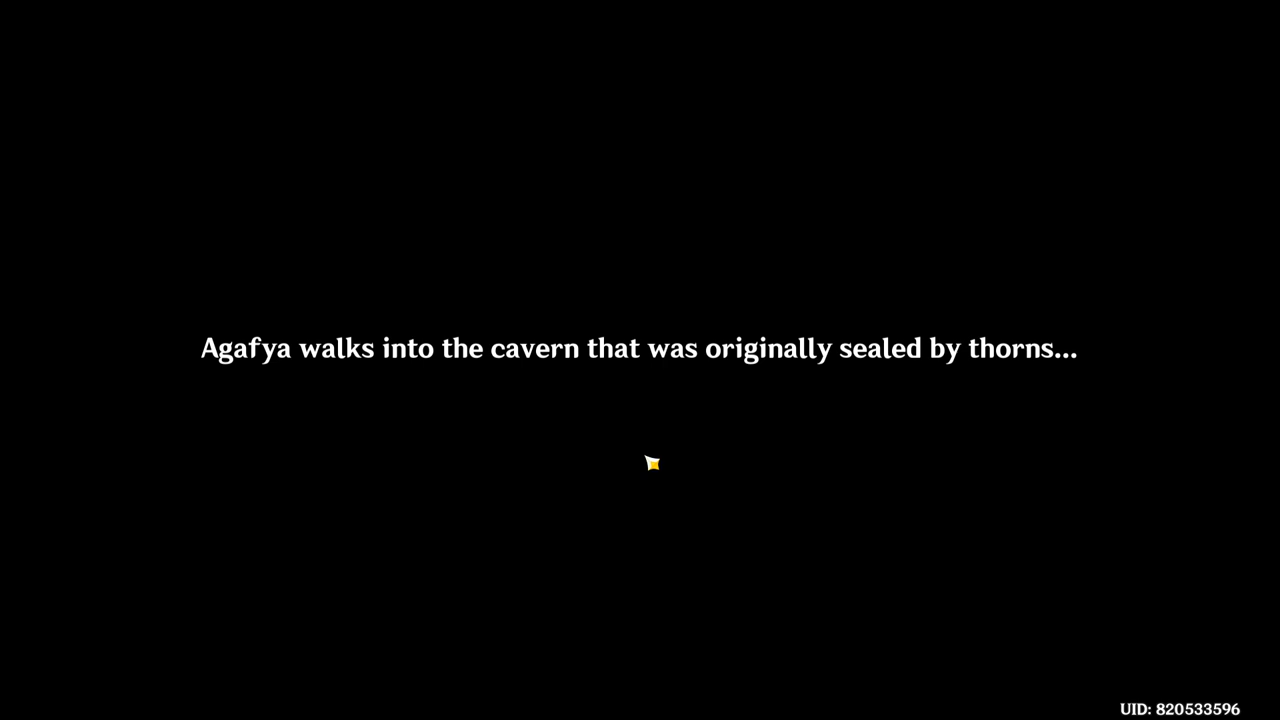 Agafya walks into the cavern that was originally sealed by thorns...
UID: 820533596